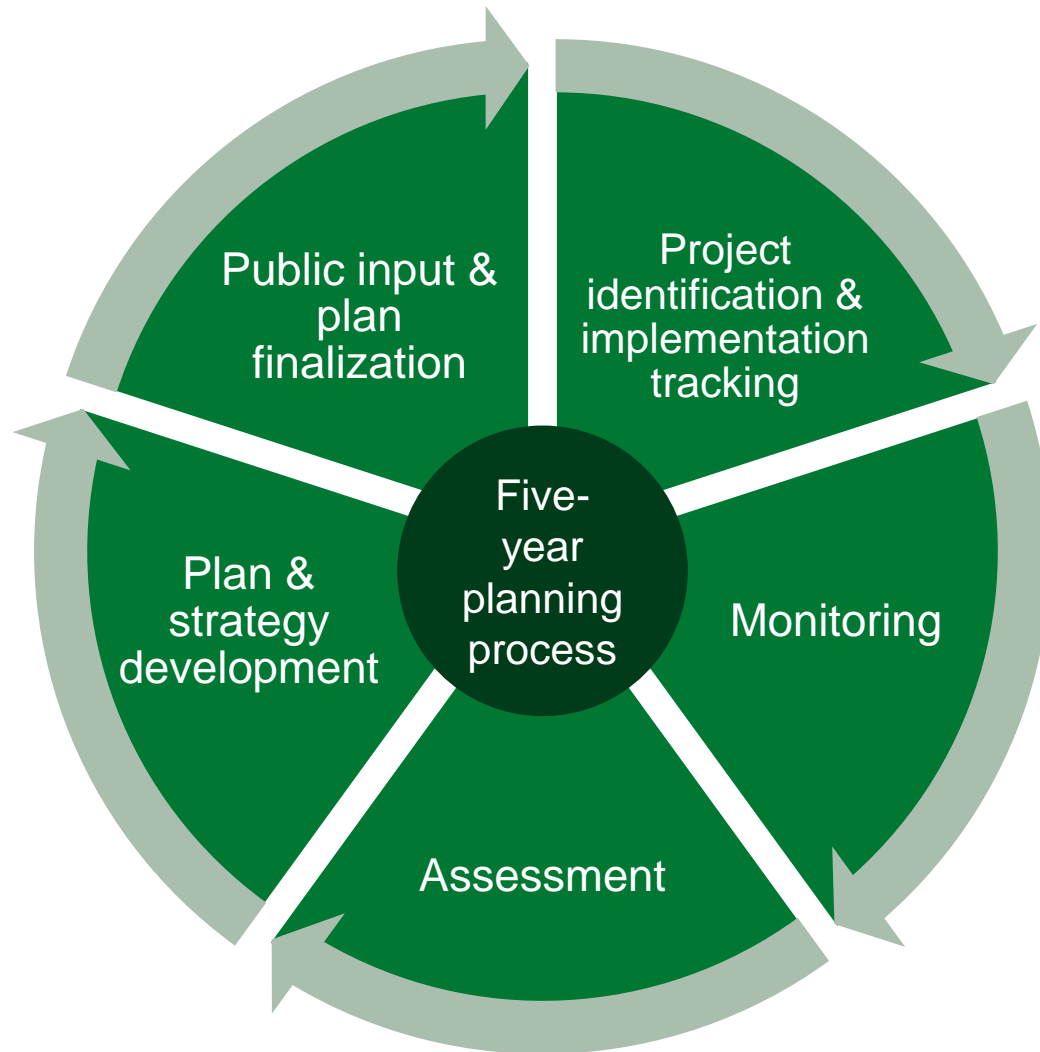 Public input &
plan
finalization
Project
identification &
implementation
tracking
Five-
year
planning
process
Plan &
strategy
development
Monitoring
Assessment